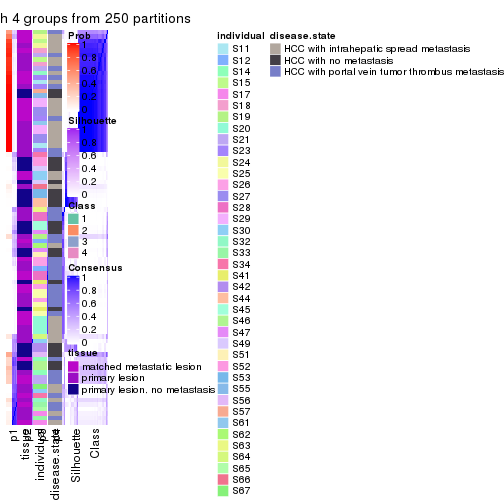 h 4 groups from 250 partitions
Prob
1
0.8
0.6
0.4
0.2
0
Silhouette
1
0.8
0.6
0.4
0.2
0
Class
1
2
3
4
Consensus
1
0.8
0.6
0.4
0.2
0
tissue
matched metastatic lesion
primary lesion
primary lesion. no metastasis
individual
S11
S12
S14
S15
S17
S18
S19
S20
S21
S23
S24
S25
S26
S27
S28
S29
S30
S32
S33
S34
S41
S42
S44
S45
S46
S47
S49
S51
S52
S53
S55
S56
S57
S61
S62
S63
S64
S65
S66
S67
disease.state
HCC with intrahepatic spread metastasis
HCC with no metastasis
HCC with portal vein tumor thrombus metastasis
p1
tissue
individual
disease.state
Silhouette
Class